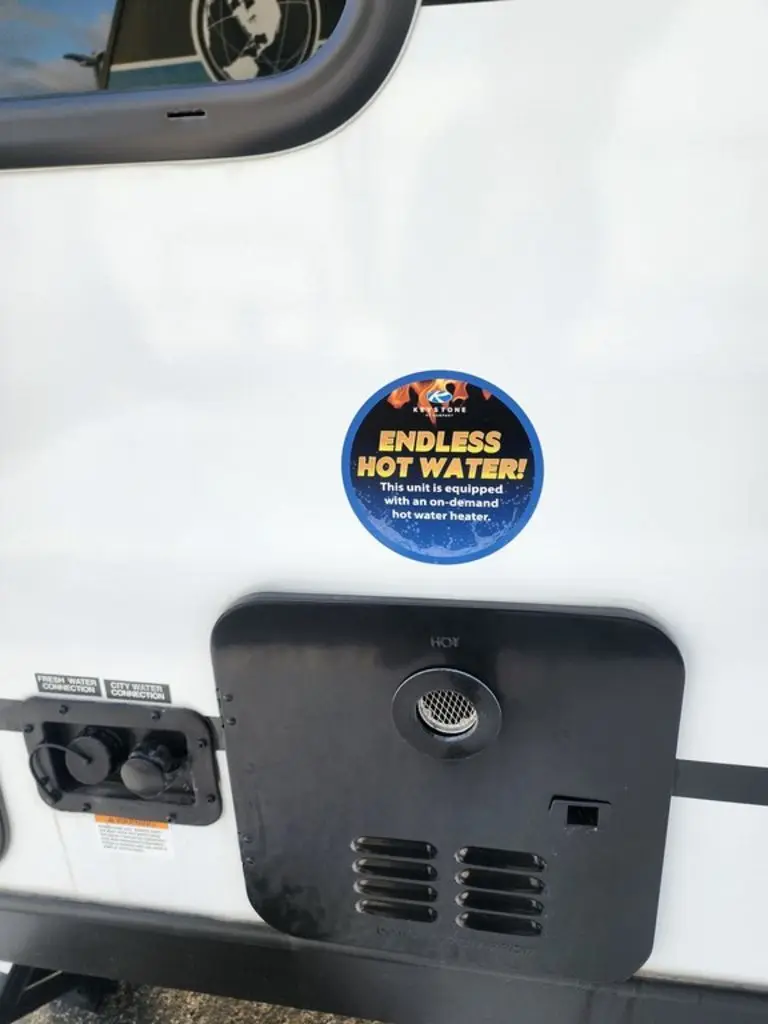 KEYSTONE
RV COMPANY
ENDLESS
HOT WATER!
This unit is equipped
with an on-demand
hot water heater.
HOT
FRESH WATER
CONNECTION
CITY WATER
CONNECTION
WARNING